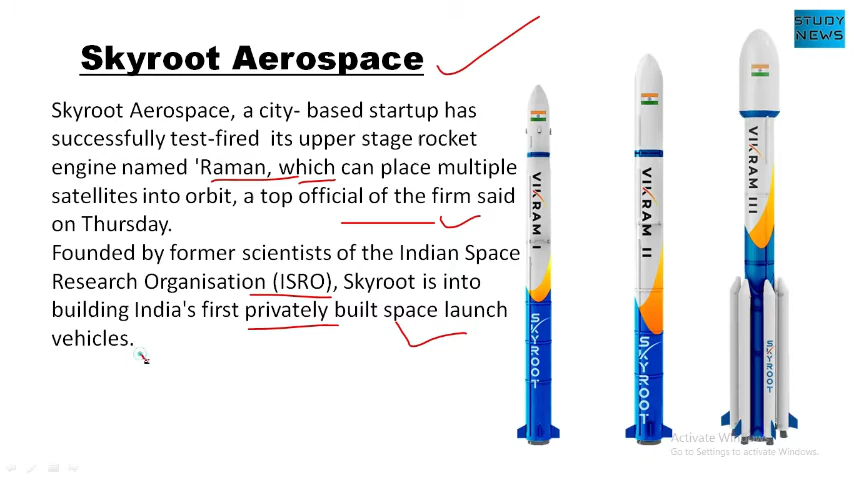 Skyroot Aerospace
STUDY
NEWS
Skyroot Aerospace, a city- based startup has
successfully test-fired its upper stage rocket
engine named 'Raman, which can place multiple
satellites into orbit, a top official of the firm said
on Thursday.
Founded by former scientists of the Indian Space
Research Organisation (ISRO), Skyroot is into
building India's first privately built space launch
vehicles.
VIKRAM I
SKYROOT
VIKRAM II
SKYROOT
VIKRAM III
SKYROOT
Activate Windows
Go to Settings to activate Windows.